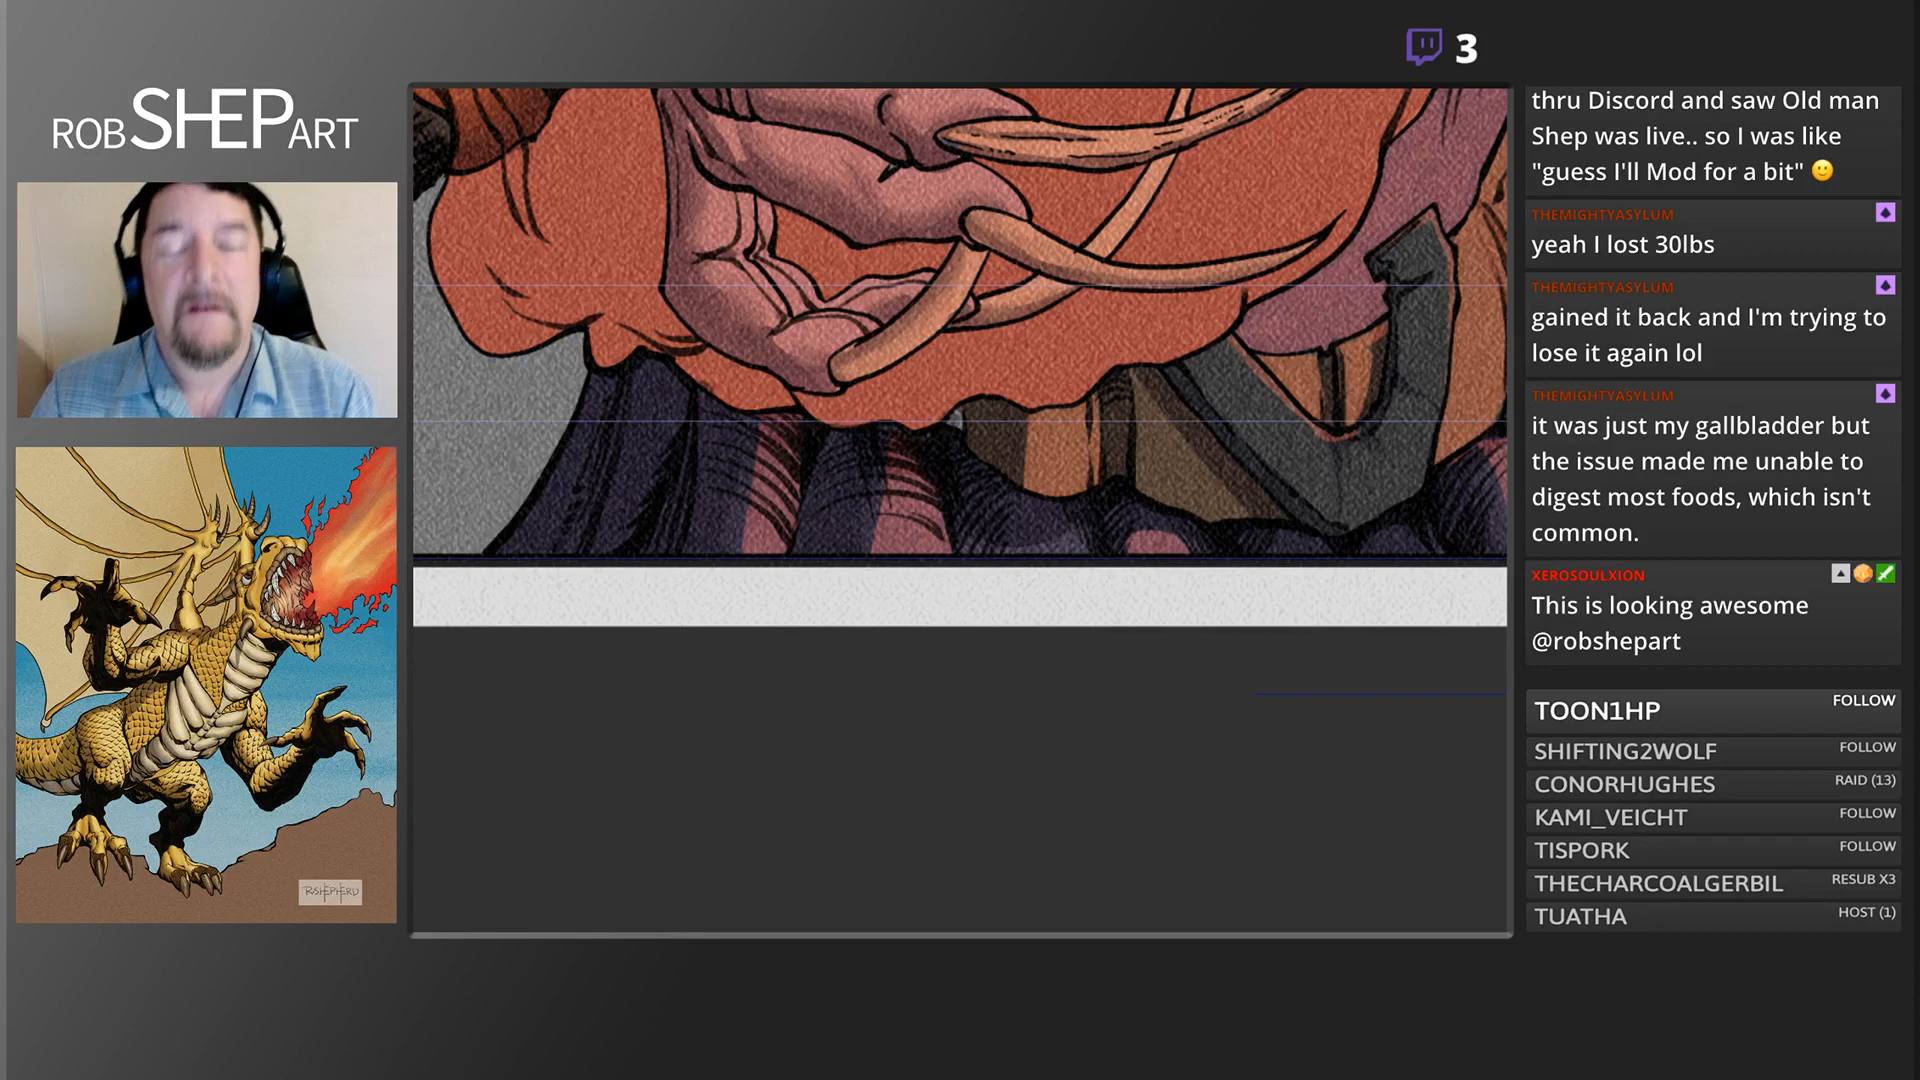 3
ROBSHEPART
thru Discord and saw Old man
Shep was live.. so I was like
"guess I'll Mod for a bit" 🙂
THEMIGHTYASYLUM
yeah I lost 30lbs
THEMIGHTYASYLUM
gained it back and I'm trying to
lose it again lol
THEMIGHTYASYLUM
it was just my gallbladder but
the issue made me unable to
digest most foods, which isn't
common.
XEROSOULXION
This is looking awesome
@robshepart
TOON1HP FOLLOW
SHIFTING2WOLF FOLLOW
CONORHUGHES RAID (13)
KAMI_VEICHT FOLLOW
TISPORK FOLLOW
THECHARCOALGERBIL RESUB X3
TUATHA HOST (1)
R.SHEPHERD